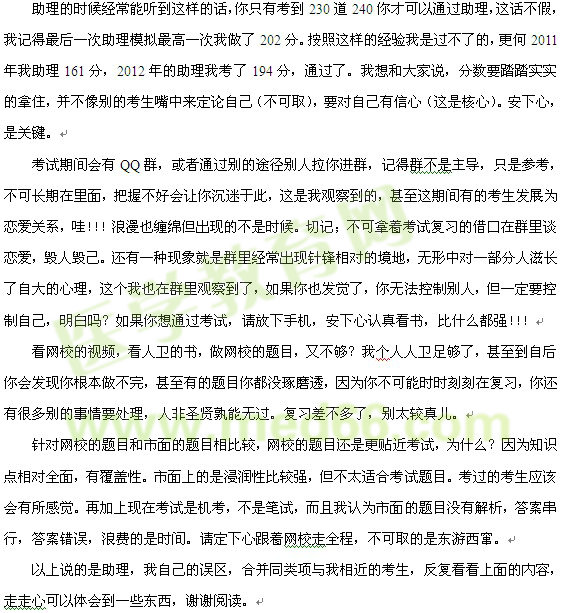 助理的时候经常能听到这样的话，你只有考到 230 道 240 你才可以通过助理，这话不假，
我记得最后一次助理模拟最高一次我做了 202 分。按照这样的经验我是过不了的，更何 2011
年我助理 161 分，2012 年的助理我考了 194 分，通过了。我想和大家说，分数要踏踏实实
的拿住，并不像别的考生嘴中来定论自己（不可取），要对自己有信心（这是核心）。安下心，
是关键。
考试期间会有 QQ 群，或者通过别的途径别人拉你进群，记得群不是主导，只是参考，
不可长期在里面，把握不好会让你沉迷于此，这是我观察到的，甚至这期间有的考生发展为
恋爱关系，哇!!! 浪漫也缠绵但出现的不是时候。切记，不可拿着考试复习的借口在群里谈
恋爱，毁人毁己。还有一种现象就是群里经常出现针锋相对的境地，无形中对一部分人滋长
了自大的心理，这个我也在群里观察到了，如果你也发觉了，你无法控制别人，但一定要控
制自己，明白吗？如果你想通过考试，请放下手机，安下心认真看书，比什么都强!!!
看网校的视频，看人卫的书，做网校的题目，又不够？我个人人卫足够了，甚至到自后
你会发现你根本做不完，甚至有的题目你都没琢磨透，因为你不可能时时刻刻在复习，你还
有很多别的事情要处理，人非圣贤孰能无过。复习差不多了，别太较真儿。
针对网校的题目和市面的题目相比较，网校的题目还是更贴近考试，为什么？因为知识
点相对全面，有覆盖性。市面上的是浸润性比较强，但不太适合考试题目。考过的考生应该
会有所感觉。再加上现在考试是机考，不是笔试，而且我认为市面的题目没有解析，答案串
行，答案错误，浪费的是时间。请定下心跟着网校走全程，不可取的是东游西窜。
以上说的是助理，我自己的误区，合并同类项与我相近的考生，反复看看上面的内容，
走走心可以体会到一些东西，谢谢阅读。
医学教育网
www.med66.com